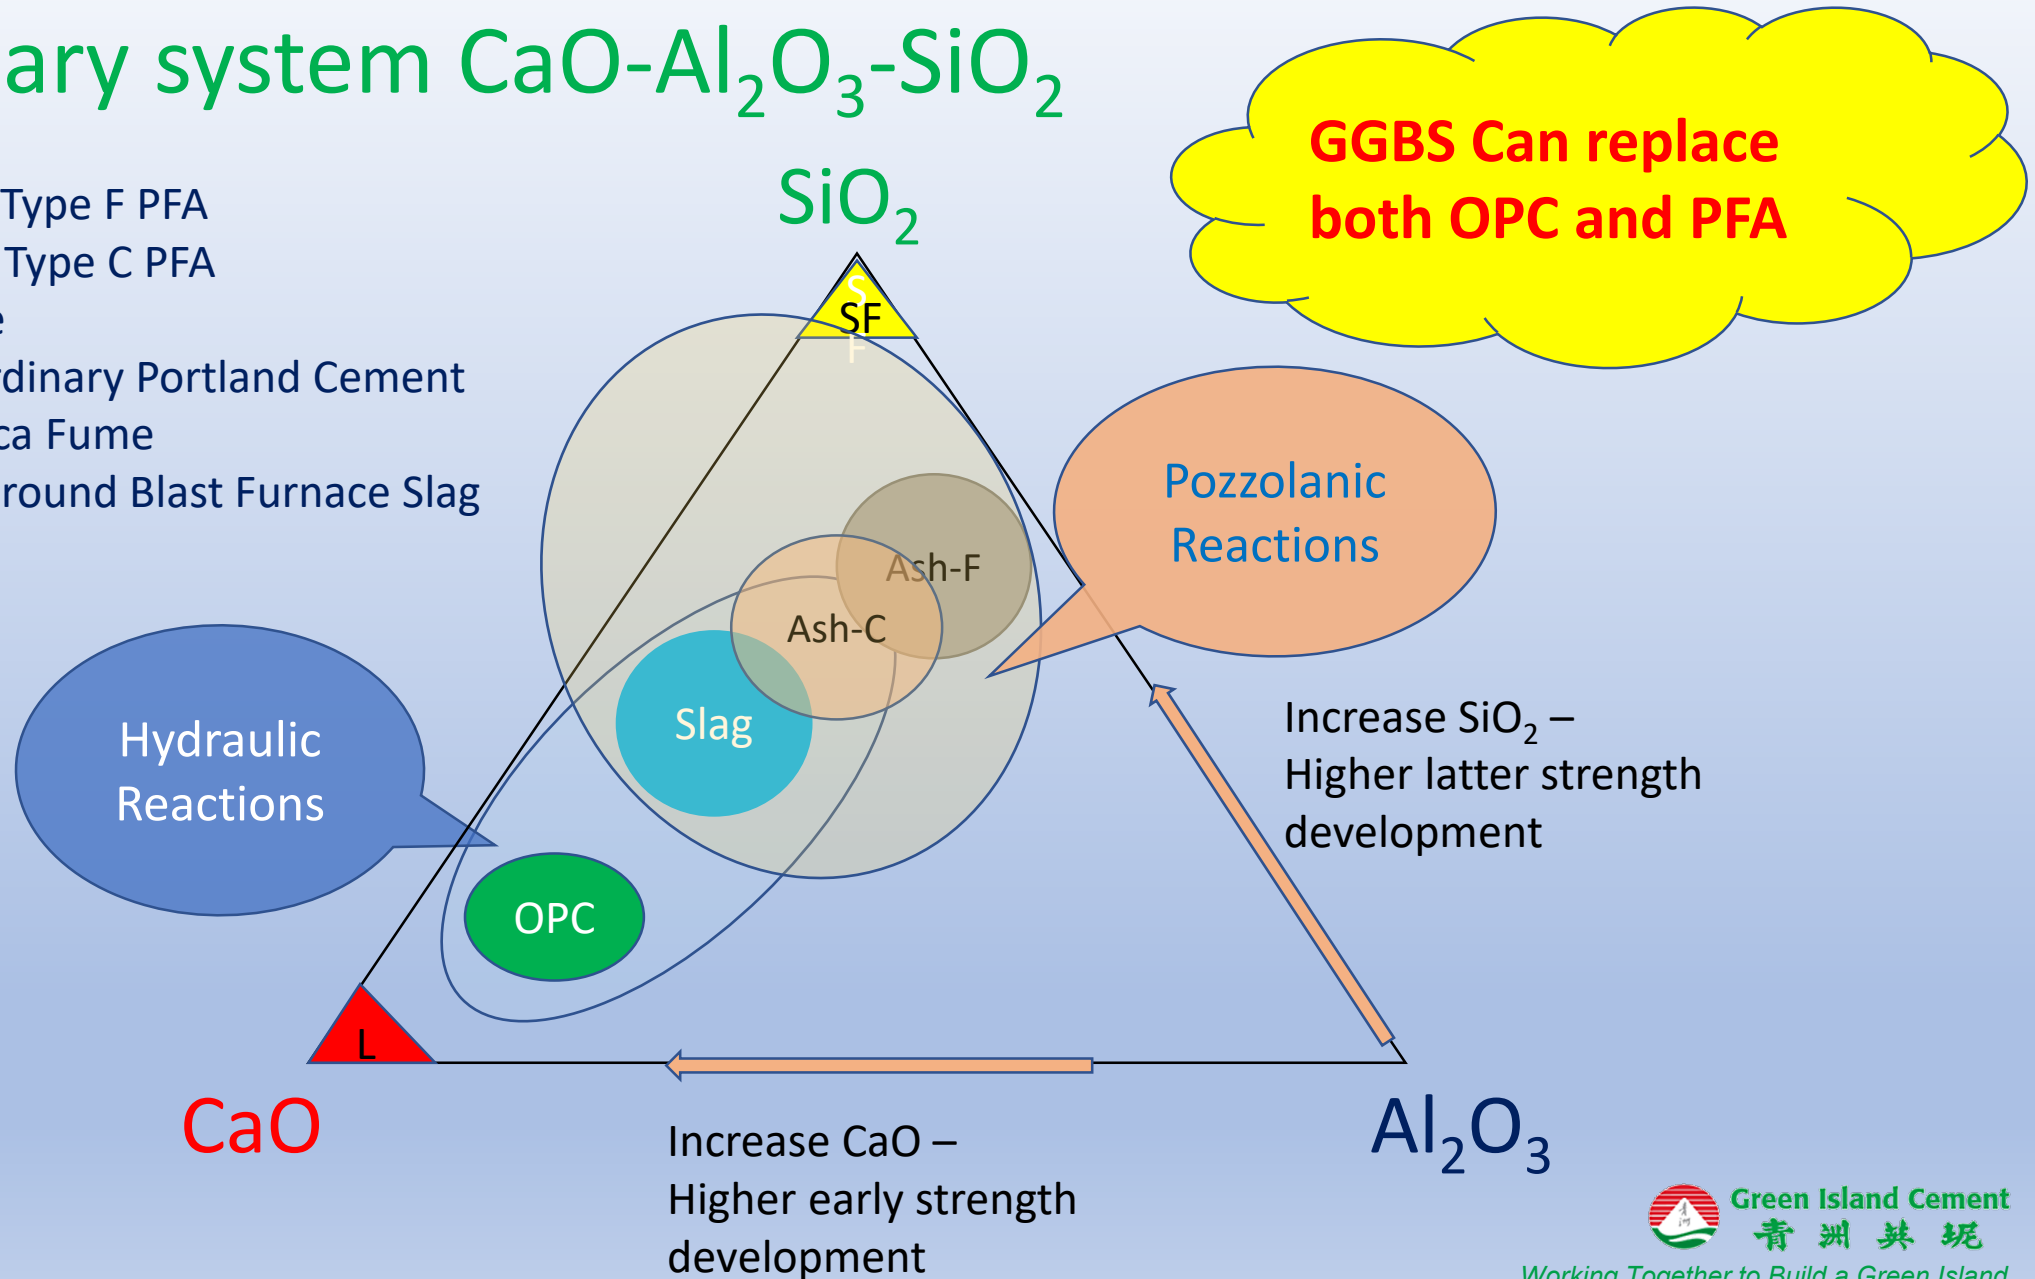 ary system CaO-Al₂O₃-SiO₂
GGBS Can replace
both OPC and PFA
Type F PFA
Type C PFA
e
rdinary Portland Cement
ca Fume
round Blast Furnace Slag
SiO₂
S
SF
F
Pozzolanic
Reactions
Ash-F
Ash-C
Slag
Hydraulic
Reactions
OPC
L
Increase SiO₂ –
Higher latter strength
development
CaO
Al₂O₃
Increase CaO –
Higher early strength
development
Green Island Cement
青洲英坭
Working Together to Build a Green Island